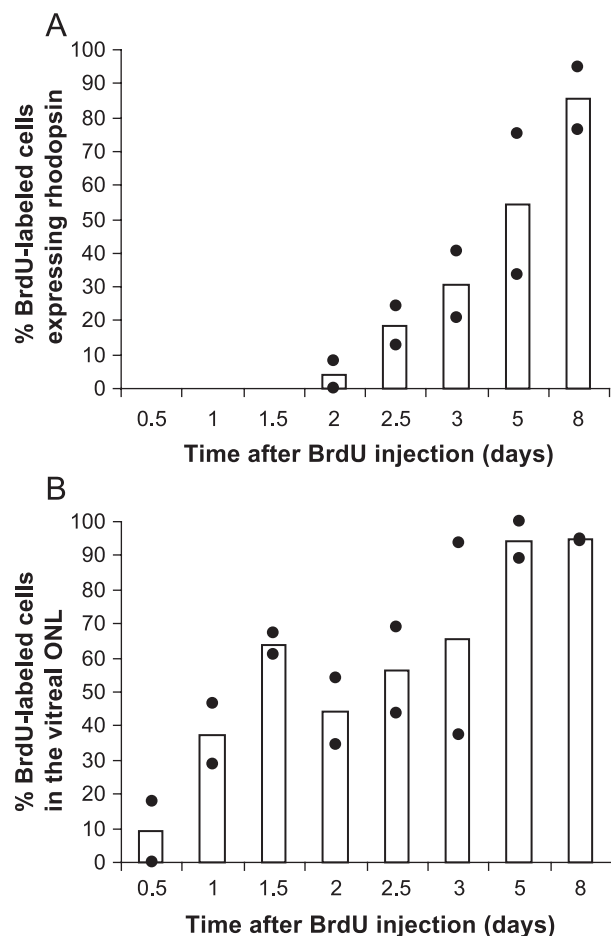 A
100
90
80
70
60
50
40
30
20
10
0
% BrdU-labeled cells
expressing rhodopsin
0.5 1 1.5 2 2.5 3 5 8
Time after BrdU injection (days)
B
100
90
80
70
60
50
40
30
20
10
0
% BrdU-labeled cells
in the vitreal ONL
0.5 1 1.5 2 2.5 3 5 8
Time after BrdU injection (days)